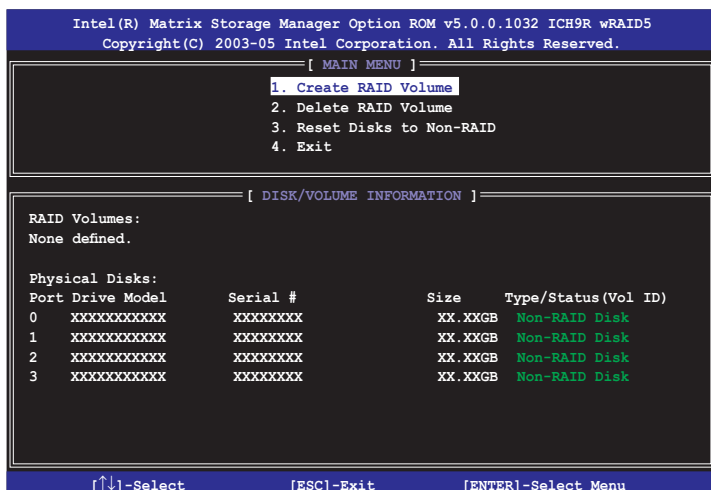 Intel(R) Matrix Storage Manager Option ROM v5.0.0.1032 ICH9R wRAID5
Copyright(C) 2003-05 Intel Corporation. All Rights Reserved.
[ MAIN MENU ]
1. Create RAID Volume
2. Delete RAID Volume
3. Reset Disks to Non-RAID
4. Exit
[ DISK/VOLUME INFORMATION ]
RAID Volumes:
None defined.
Physical Disks:
Port Drive Model Serial # Size Type/Status(Vol ID)
0 XXXXXXXXXXX XXXXXXXX XX.XXGB Non-RAID Disk
1 XXXXXXXXXXX XXXXXXXX XX.XXGB Non-RAID Disk
2 XXXXXXXXXXX XXXXXXXX XX.XXGB Non-RAID Disk
3 XXXXXXXXXXX XXXXXXXX XX.XXGB Non-RAID Disk
[↑↓]-Select [ESC]-Exit [ENTER]-Select Menu